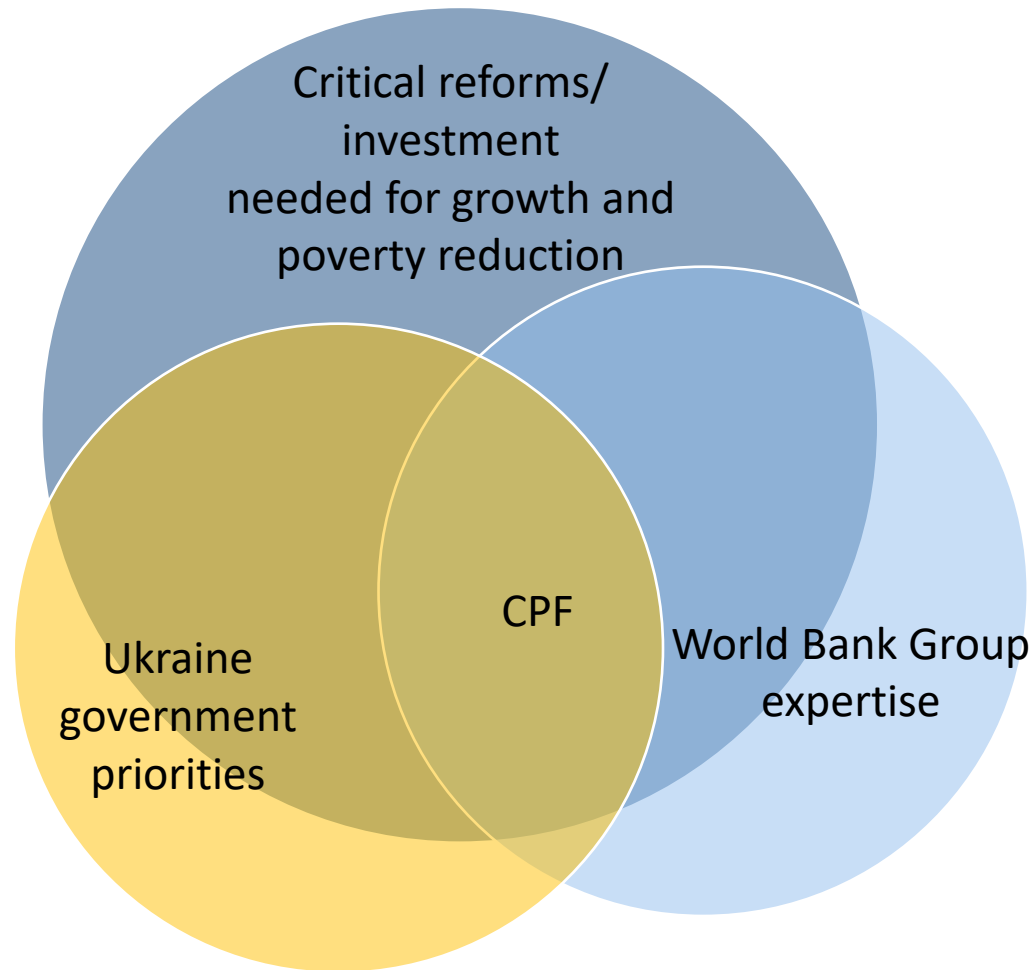 Critical reforms/
investment
needed for growth and
poverty reduction
CPF
World Bank Group
expertise
Ukraine
government
priorities